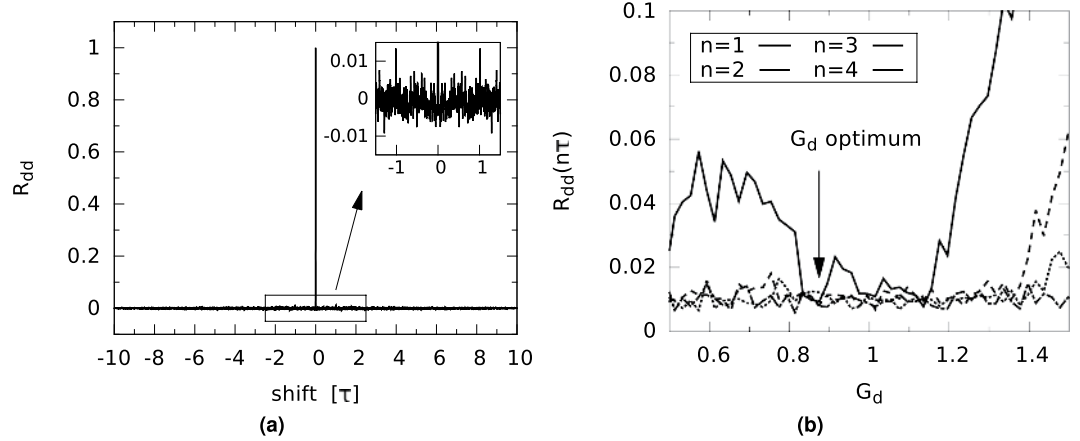 1
0.8
0.6
0.4
0.2
0
R_dd
-10 -8 -6 -4 -2 0 2 4 6 8 10
shift [τ]
0.01
0
-0.01
-1 0 1
(a)
0.1
0.08
0.06
0.04
0.02
0
R_dd(nτ)
n=1 n=3
n=2 n=4
G_d optimum
0.6 0.8 1 1.2 1.4
G_d
(b)